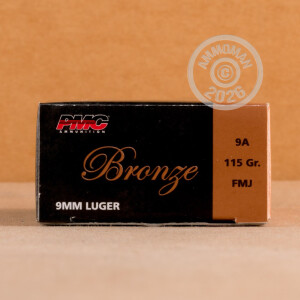 AMMOMAN
©
2026
PMC
AMMUNITION
Bronze
9A
115 Gr.
FMJ
9MM LUGER